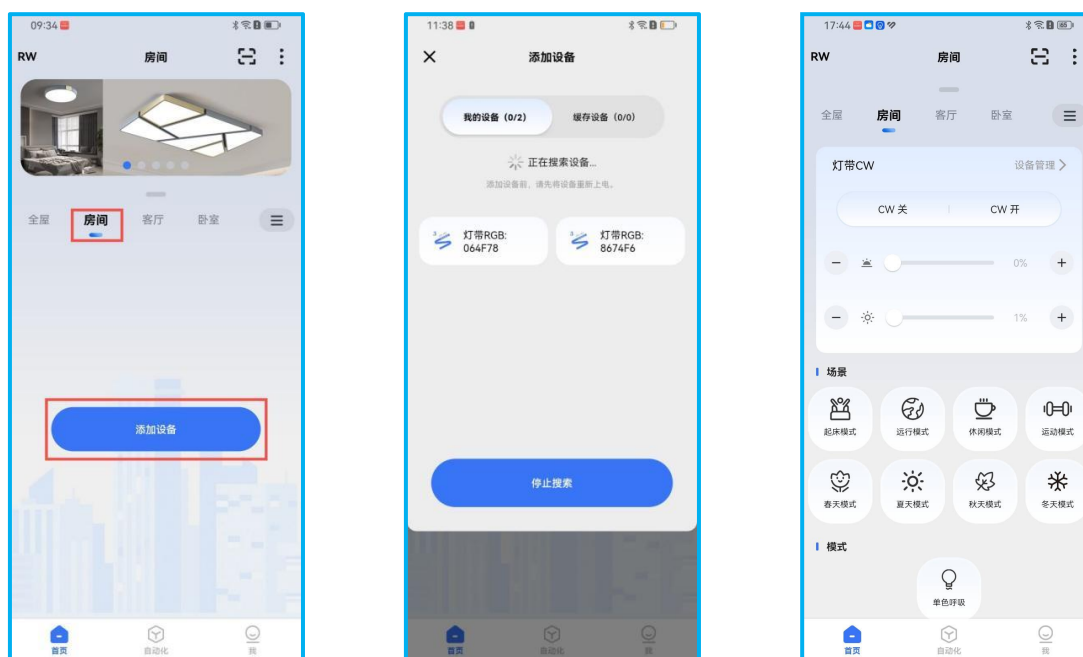 09:34
RW
房间
全屋
房间
客厅
卧室
添加设备
首页
自动化
我
11:38
添加设备
我的设备（0/2）
缓存设备（0/0）
正在搜索设备...
添加设备前，请先将设备重新上电。
灯带RGB:
064F78
灯带RGB:
8674F6
停止搜索
首页
自动化
我
17:44
RW
房间
全屋
房间
客厅
卧室
灯带CW
设备管理
CW 关
CW 开
0%
1%
场景
起床模式
远行模式
休闲模式
运动模式
春天模式
夏天模式
秋天模式
冬天模式
模式
单色呼吸
首页
自动化
我